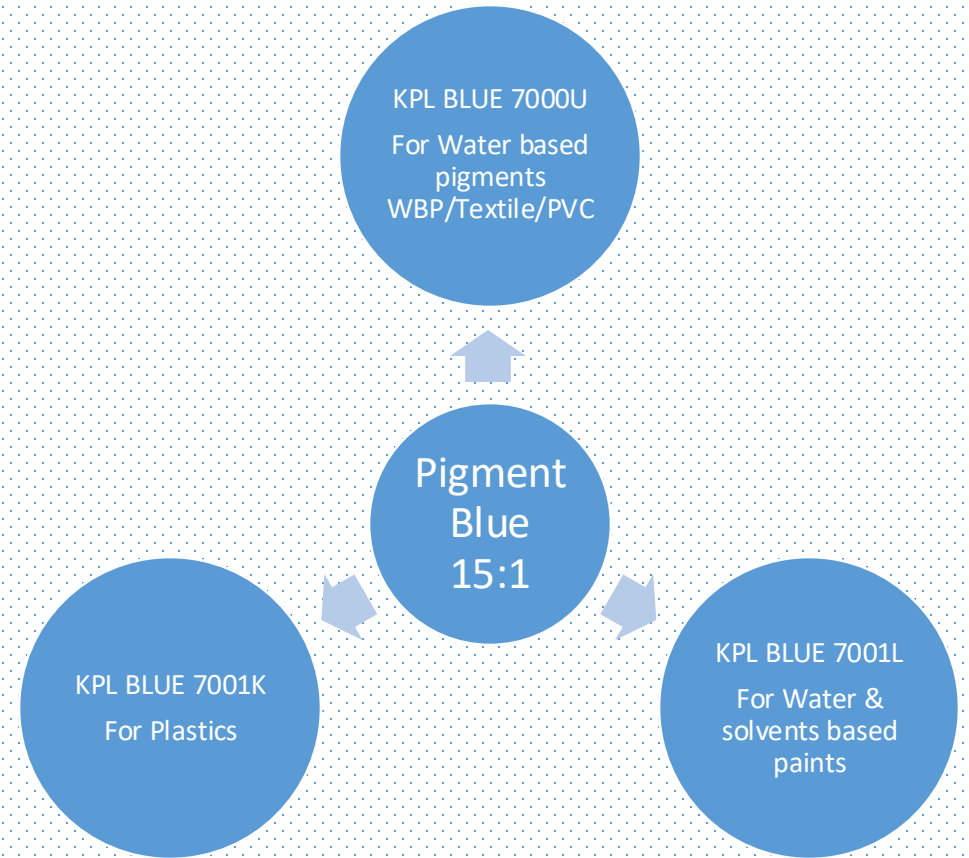 KPL BLUE 7000U
For Water based
pigments
WBP/Textile/PVC
Pigment
Blue
15:1
KPL BLUE 7001K
For Plastics
KPL BLUE 7001L
For Water &
solvents based
paints